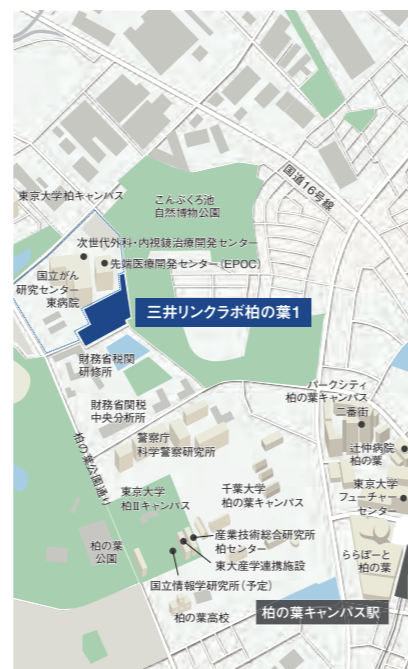 国道16号線
東京大学柏キャンパス
こんぶくろ池
自然博物公園
次世代外科・内視鏡治療開発センター
先端医療開発センター(EPOC)
国立がん
研究センター
東病院
三井リンクラボ柏の葉1
財務省税関
研修所
パークシティ
柏の葉キャンパス
二番街
財務省関税
中央分析所
辻仲病院
柏の葉
警察庁
科学警察研究所
柏の葉公園通り
東京大学
柏Ⅱキャンパス
千葉大学
柏の葉キャンパス
東京大学
フューチャー
センター
産業技術総合研究所
柏センター
東大産学連携施設
柏の葉
公園
国立情報学研究所(予定)
ららぽーと
柏の葉
柏の葉高校
柏の葉キャンパス駅